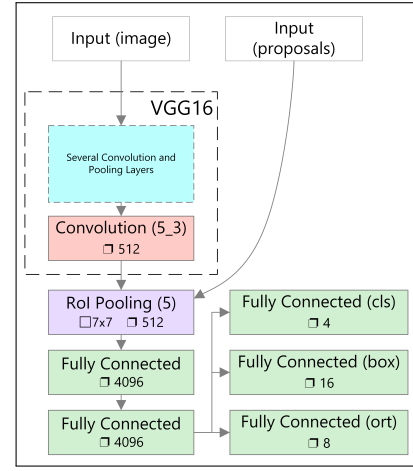 Input (image)
Input
(proposals)
VGG16
Several Convolution and
Pooling Layers
Convolution (5_3)
❐ 512
RoI Pooling (5)
☐7x7 ❐ 512
Fully Connected
❐ 4096
Fully Connected
❐ 4096
Fully Connected (cls)
❐ 4
Fully Connected (box)
❐ 16
Fully Connected (ort)
❐ 8